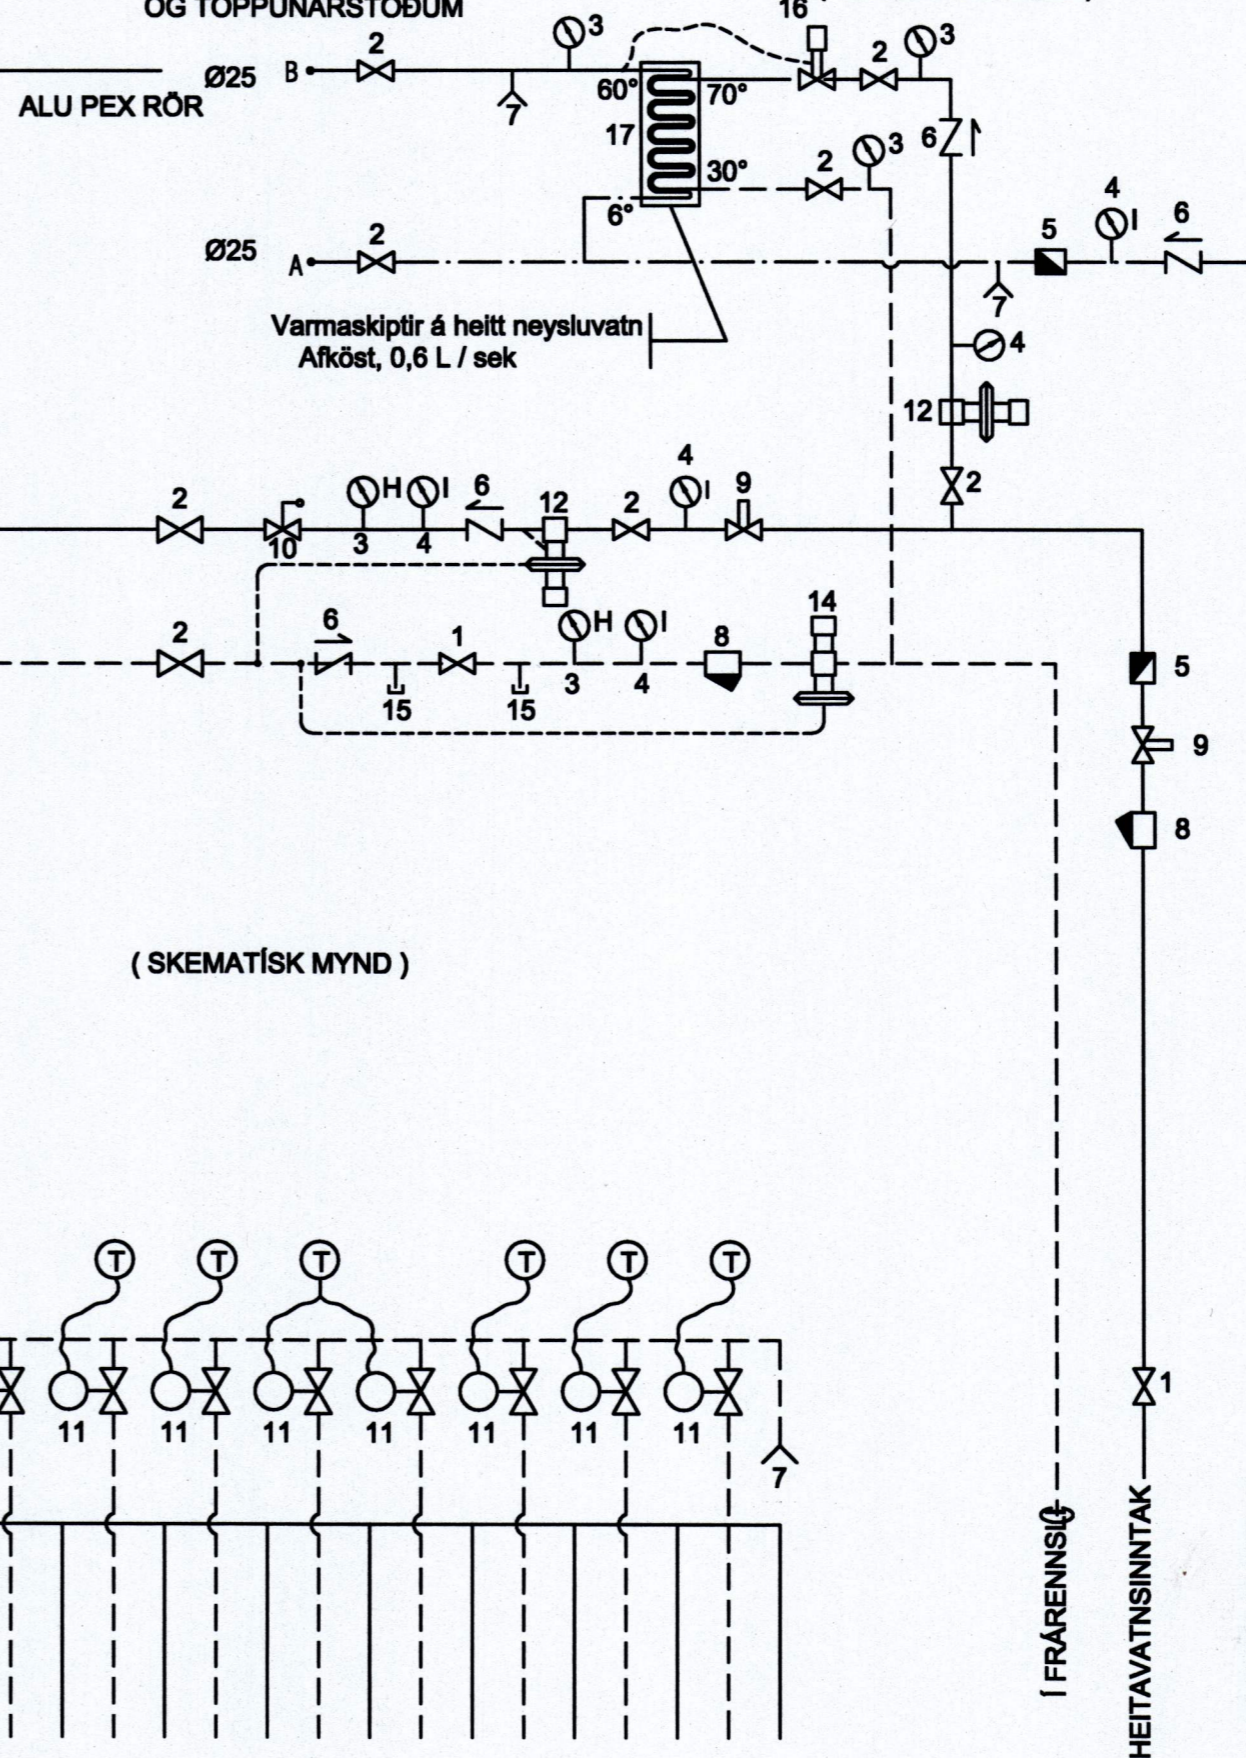 OG TÖPPUNARSTÖÐUM
16
2
3
2
3
Ø25
B
60°
70°
ALU PEX RÖR
7
17
6
2
3
30°
6°
4
6
Ø25
2
5
I
A
7
Varmaskiptir á heitt neysluvatn
Afköst, 0,6 L / sek
4
12
4
2
H
I
6
12
2
I
9
2
10
3
4
14
2
6
1
H
I
8
5
15
15
3
4
9
8
( SKEMATÍSK MYND )
T
T
T
T
T
T
1
11
11
11
11
11
11
11
7
Í FRÁRENNSLI
HEITAVATNSINNTAK